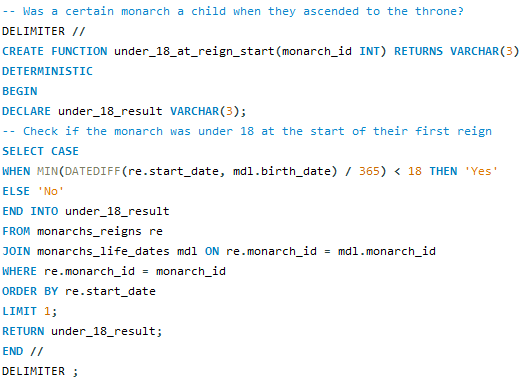 -- Was a certain monarch a child when they ascended to the throne?
DELIMITER //
CREATE FUNCTION under_18_at_reign_start(monarch_id INT) RETURNS VARCHAR(3)
DETERMINISTIC
BEGIN
DECLARE under_18_result VARCHAR(3);
-- Check if the monarch was under 18 at the start of their first reign
SELECT CASE
WHEN MIN(DATEDIFF(re.start_date, mdl.birth_date) / 365) < 18 THEN 'Yes'
ELSE 'No'
END INTO under_18_result
FROM monarchs_reigns re
JOIN monarchs_life_dates mdl ON re.monarch_id = mdl.monarch_id
WHERE re.monarch_id = monarch_id
ORDER BY re.start_date
LIMIT 1;
RETURN under_18_result;
END //
DELIMITER ;